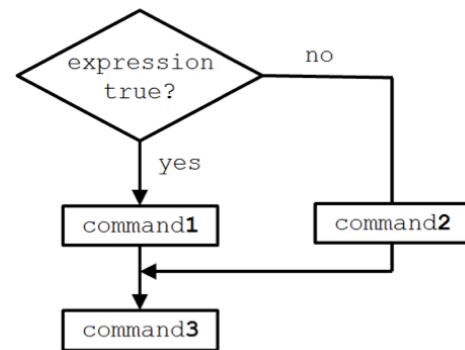 expression
true?
no
yes
command1
command2
command3